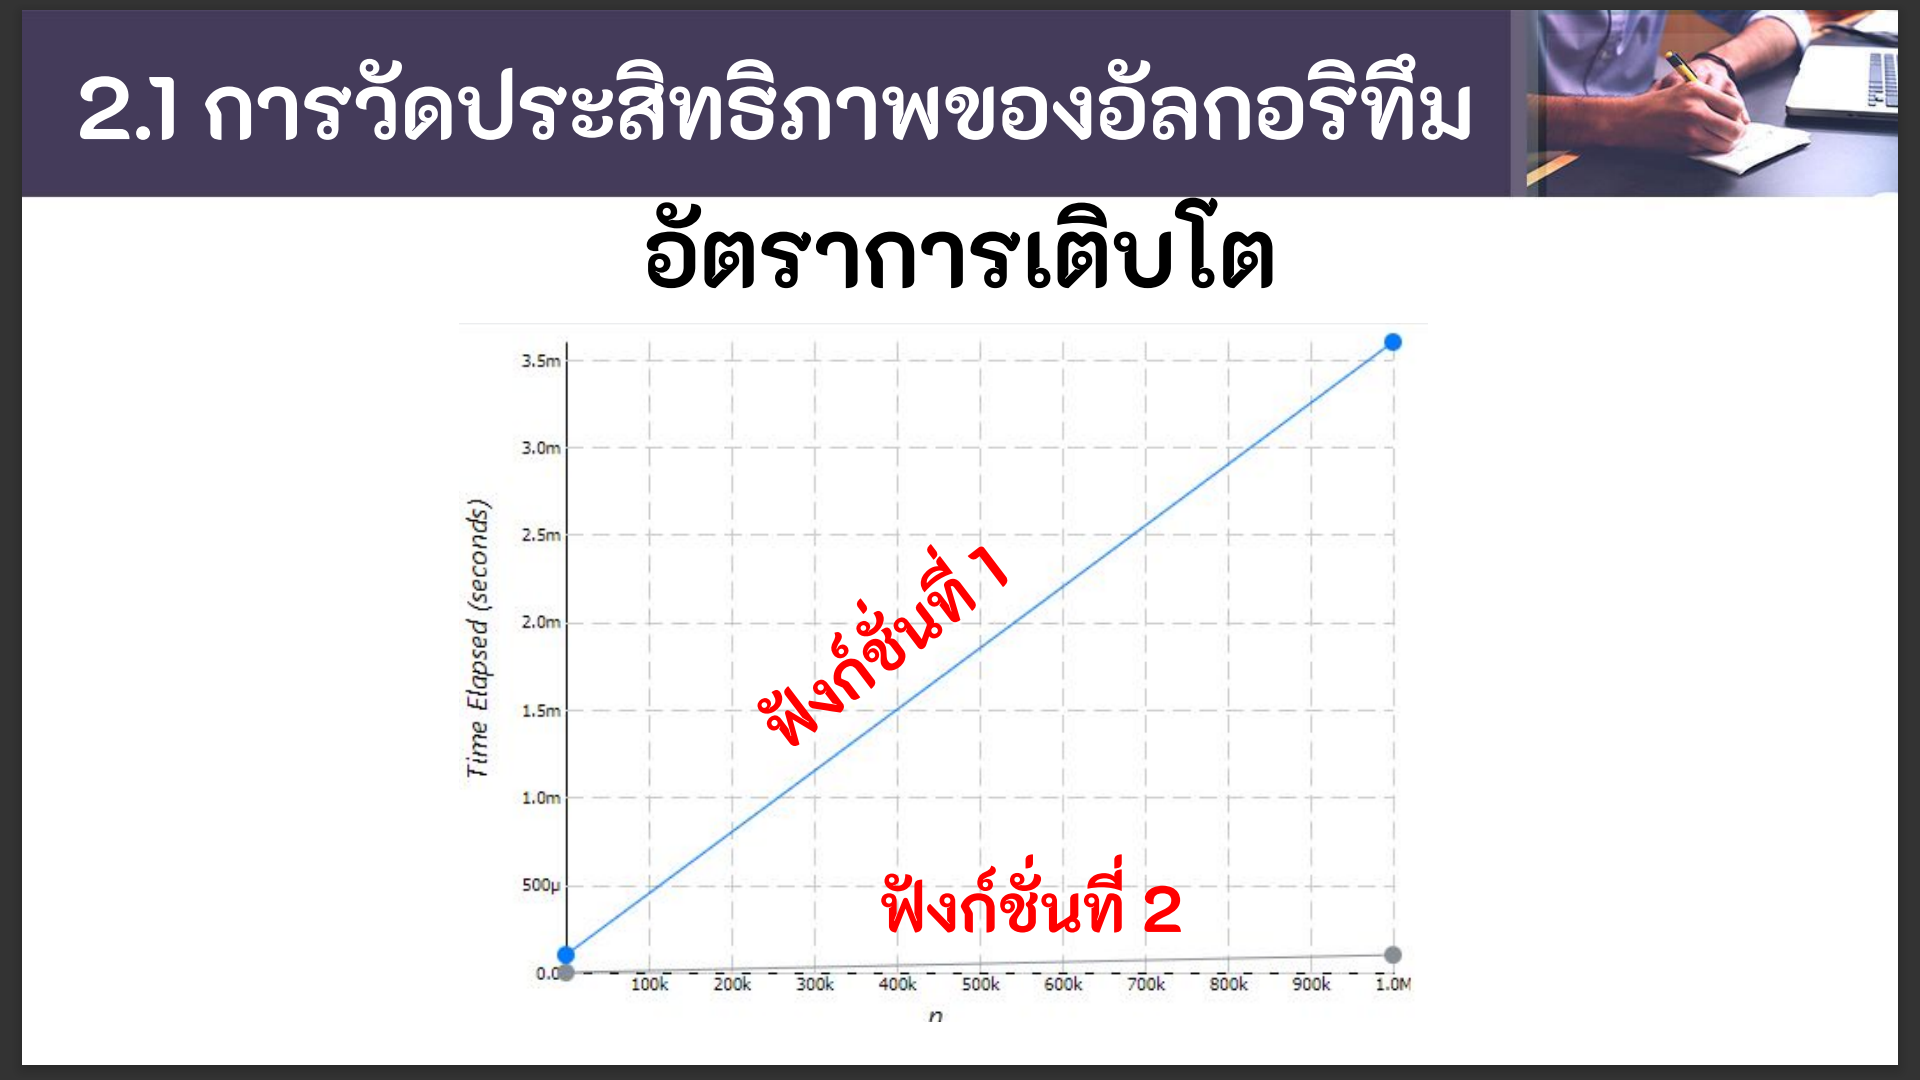 2.1 การวัดประสิทธิภาพของอัลกอริทึม
อัตราการเติบโต
3.5m
3.0m
2.5m
2.0m
1.5m
1.0m
500µ
0.0
Time Elapsed (seconds)
ฟังก์ชั่นที่ 1
ฟังก์ชั่นที่ 2
100k 200k 300k 400k 500k 600k 700k 800k 900k 1.0M
n